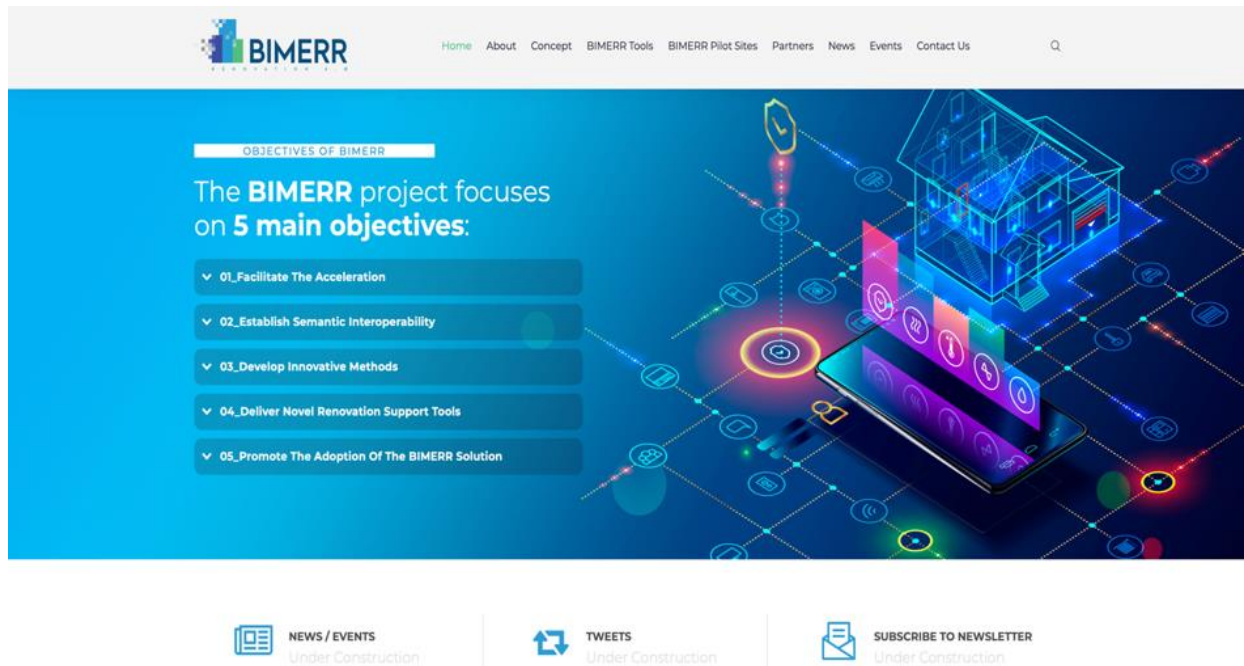 BIMERR
RENOVATION 4.0
Home About Concept BIMERR Tools BIMERR Pilot Sites Partners News Events Contact Us
OBJECTIVES OF BIMERR
The BIMERR project focuses
on 5 main objectives:
01_Facilitate The Acceleration
02_Establish Semantic Interoperability
03_Develop Innovative Methods
04_Deliver Novel Renovation Support Tools
05_Promote The Adoption Of The BIMERR Solution
NEWS / EVENTS
Under Construction
TWEETS
Under Construction
SUBSCRIBE TO NEWSLETTER
Under Construction